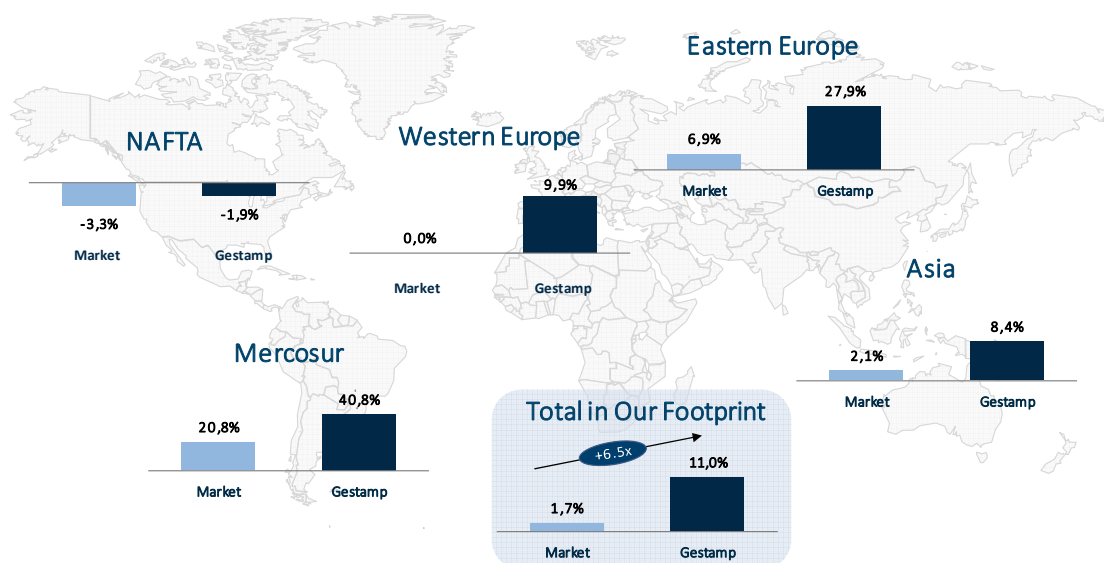 Eastern Europe
27,9%
6,9%
Market
Gestamp
NAFTA
-3,3%
-1,9%
Market
Gestamp
Western Europe
9,9%
0,0%
Market
Gestamp
Asia
8,4%
2,1%
Market
Gestamp
Mercosur
40,8%
20,8%
Market
Gestamp
Total in Our Footprint
+6.5x
11,0%
1,7%
Market
Gestamp